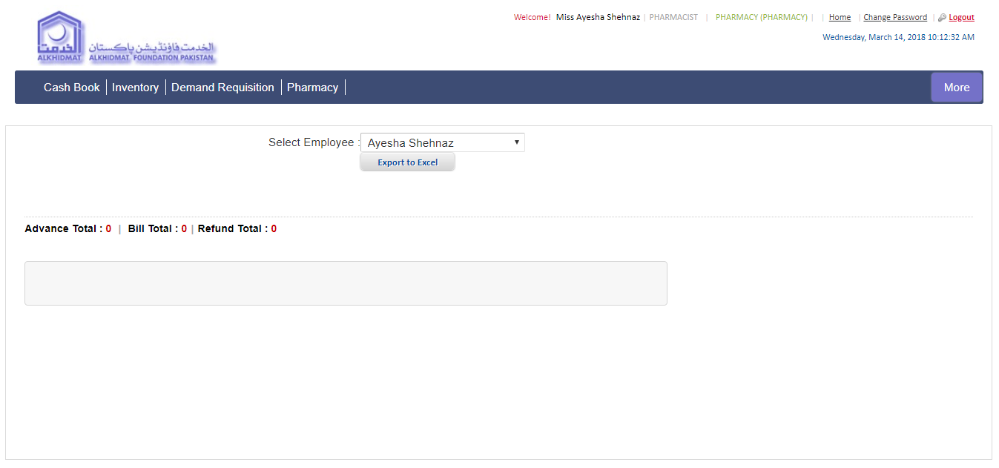 Welcome! Miss Ayesha Shehnaz | PHARMACIST | PHARMACY (PHARMACY) | | Home | Change Password | Logout
Wednesday, March 14, 2018 10:12:32 AM
الخدمت
ALKHIDMAT
الخدمت فاؤنڈیشن پاکستان
ALKHIDMAT FOUNDATION PAKISTAN
Cash Book | Inventory | Demand Requisition | Pharmacy | More
Select Employee : Ayesha Shehnaz
Export to Excel
Advance Total : 0 | Bill Total : 0 | Refund Total : 0